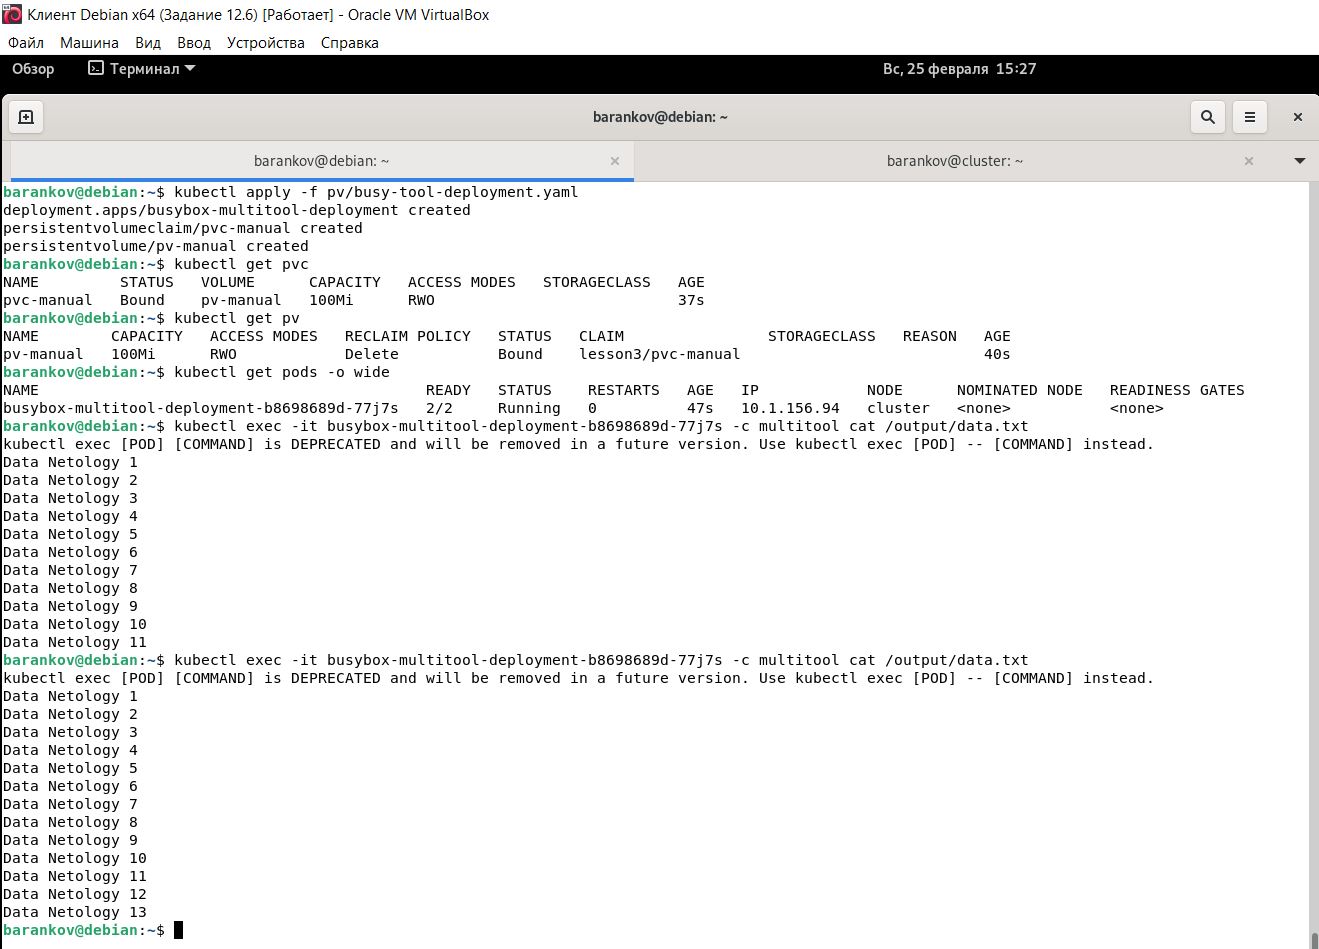 Клиент Debian x64 (Задание 12.6) [Работает] - Oracle VM VirtualBox
Файл Машина Вид Ввод Устройства Справка
Обзор Терминал Вс, 25 февраля 15:27
barankov@debian: ~
barankov@debian: ~ barankov@cluster: ~
barankov@debian:~$ kubectl apply -f pv/busy-tool-deployment.yaml
deployment.apps/busybox-multitool-deployment created
persistentvolumeclaim/pvc-manual created
persistentvolume/pv-manual created
barankov@debian:~$ kubectl get pvc
NAME         STATUS   VOLUME      CAPACITY   ACCESS MODES   STORAGECLASS   AGE
pvc-manual   Bound    pv-manual   100Mi      RWO                           37s
barankov@debian:~$ kubectl get pv
NAME        CAPACITY   ACCESS MODES   RECLAIM POLICY   STATUS   CLAIM                STORAGECLASS   REASON   AGE
pv-manual   100Mi      RWO            Delete           Bound    lesson3/pvc-manual                           40s
barankov@debian:~$ kubectl get pods -o wide
NAME                                           READY   STATUS    RESTARTS   AGE   IP            NODE      NOMINATED NODE   READINESS GATES
busybox-multitool-deployment-b8698689d-77j7s   2/2     Running   0          47s   10.1.156.94   cluster   <none>           <none>
barankov@debian:~$ kubectl exec -it busybox-multitool-deployment-b8698689d-77j7s -c multitool cat /output/data.txt
kubectl exec [POD] [COMMAND] is DEPRECATED and will be removed in a future version. Use kubectl exec [POD] -- [COMMAND] instead.
Data Netology 1
Data Netology 2
Data Netology 3
Data Netology 4
Data Netology 5
Data Netology 6
Data Netology 7
Data Netology 8
Data Netology 9
Data Netology 10
Data Netology 11
barankov@debian:~$ kubectl exec -it busybox-multitool-deployment-b8698689d-77j7s -c multitool cat /output/data.txt
kubectl exec [POD] [COMMAND] is DEPRECATED and will be removed in a future version. Use kubectl exec [POD] -- [COMMAND] instead.
Data Netology 1
Data Netology 2
Data Netology 3
Data Netology 4
Data Netology 5
Data Netology 6
Data Netology 7
Data Netology 8
Data Netology 9
Data Netology 10
Data Netology 11
Data Netology 12
Data Netology 13
barankov@debian:~$